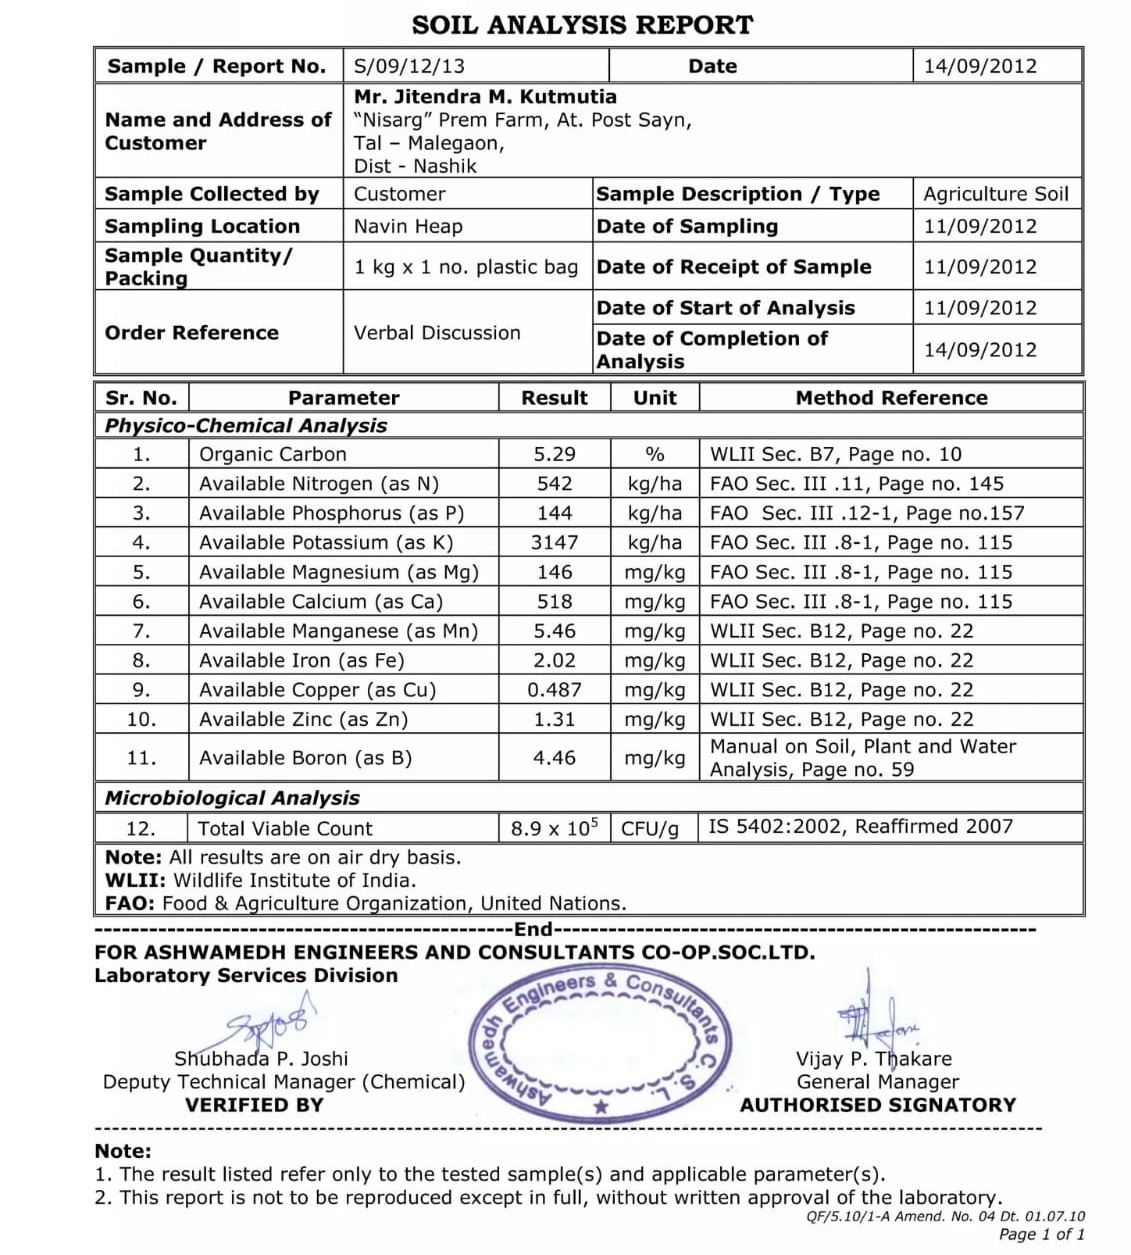 SOIL ANALYSIS REPORT
Sample / Report No. S/09/12/13 Date 14/09/2012
Name and Address of Customer
Mr. Jitendra M. Kutmutia
“Nisarg” Prem Farm, At. Post Sayn,
Tal – Malegaon,
Dist - Nashik
Sample Collected by Customer Sample Description / Type Agriculture Soil
Sampling Location Navin Heap Date of Sampling 11/09/2012
Sample Quantity/
Packing
1 kg x 1 no. plastic bag Date of Receipt of Sample 11/09/2012
Order Reference Verbal Discussion
Date of Start of Analysis 11/09/2012
Date of Completion of
Analysis
14/09/2012
Sr. No. Parameter Result Unit Method Reference
Physico-Chemical Analysis
1. Organic Carbon 5.29 % WLII Sec. B7, Page no. 10
2. Available Nitrogen (as N) 542 kg/ha FAO Sec. III .11, Page no. 145
3. Available Phosphorus (as P) 144 kg/ha FAO Sec. III .12-1, Page no.157
4. Available Potassium (as K) 3147 kg/ha FAO Sec. III .8-1, Page no. 115
5. Available Magnesium (as Mg) 146 mg/kg FAO Sec. III .8-1, Page no. 115
6. Available Calcium (as Ca) 518 mg/kg FAO Sec. III .8-1, Page no. 115
7. Available Manganese (as Mn) 5.46 mg/kg WLII Sec. B12, Page no. 22
8. Available Iron (as Fe) 2.02 mg/kg WLII Sec. B12, Page no. 22
9. Available Copper (as Cu) 0.487 mg/kg WLII Sec. B12, Page no. 22
10. Available Zinc (as Zn) 1.31 mg/kg WLII Sec. B12, Page no. 22
11. Available Boron (as B) 4.46 mg/kg Manual on Soil, Plant and Water
Analysis, Page no. 59
Microbiological Analysis
12. Total Viable Count 8.9 x 10⁵ CFU/g IS 5402:2002, Reaffirmed 2007
Note: All results are on air dry basis.
WLII: Wildlife Institute of India.
FAO: Food & Agriculture Organization, United Nations.
End
FOR ASHWAMEDH ENGINEERS AND CONSULTANTS CO-OP.SOC.LTD.
Laboratory Services Division
Ashwamedh Engineers & Consultants C. S. L.
Shubhada P. Joshi Vijay P. Thakare
Deputy Technical Manager (Chemical) General Manager
VERIFIED BY AUTHORISED SIGNATORY
Note:
1. The result listed refer only to the tested sample(s) and applicable parameter(s).
2. This report is not to be reproduced except in full, without written approval of the laboratory.
QF/5.10/1-A Amend. No. 04 Dt. 01.07.10
Page 1 of 1